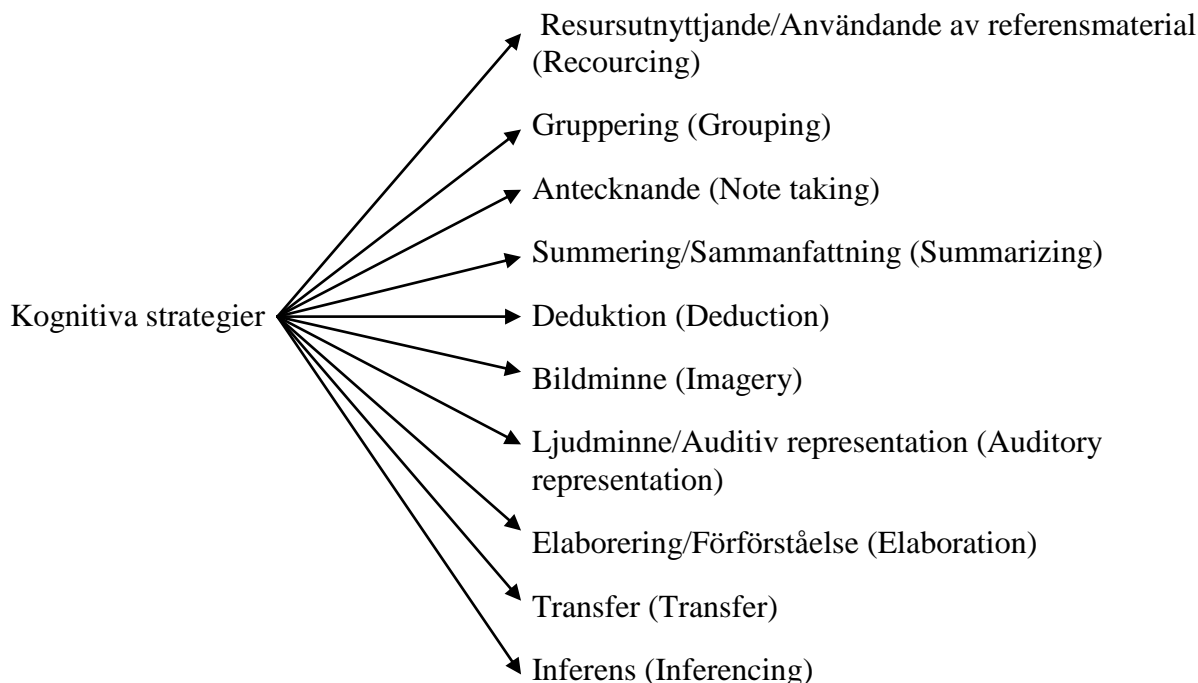 Resursutnyttjande/Användande av referensmaterial
(Recourcing)
Gruppering (Grouping)
Antecknande (Note taking)
Summering/Sammanfattning (Summarizing)
Kognitiva strategier
Deduktion (Deduction)
Bildminne (Imagery)
Ljudminne/Auditiv representation (Auditory
representation)
Elaborering/Förförståelse (Elaboration)
Transfer (Transfer)
Inferens (Inferencing)